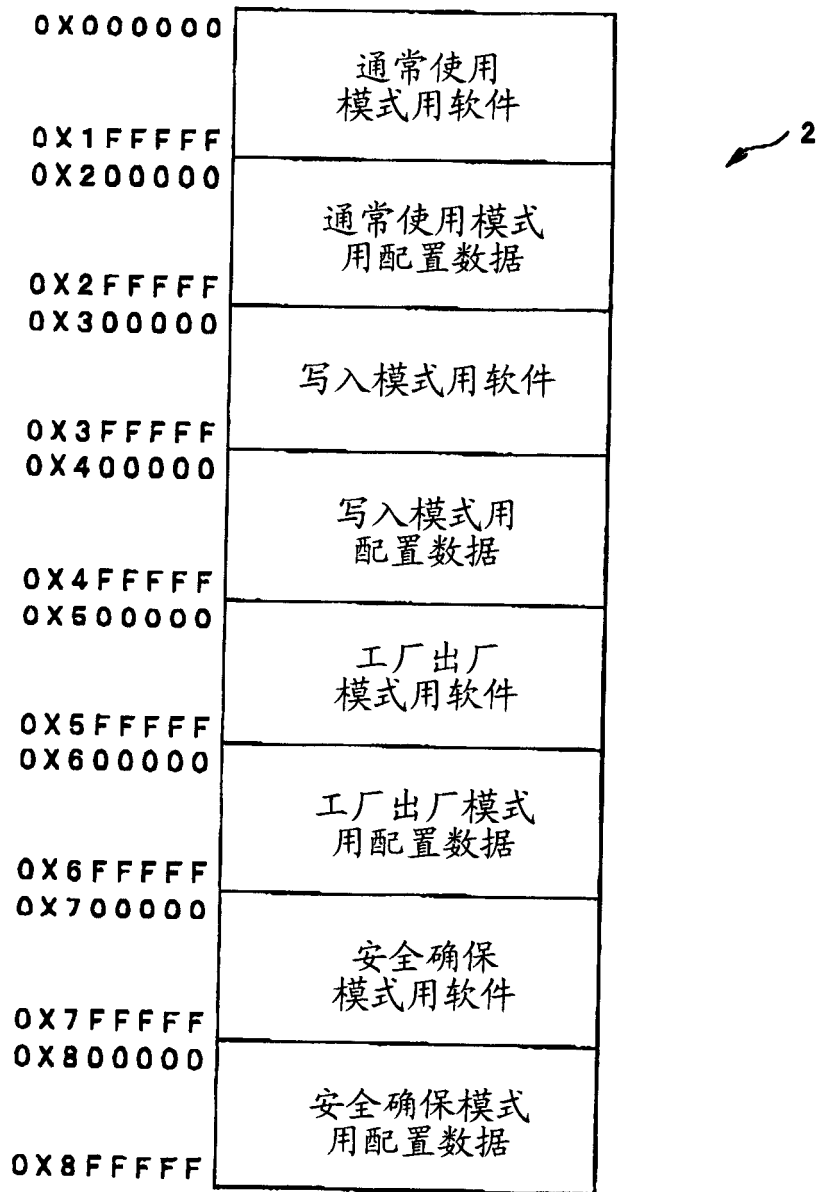 0X000000
通常使用
模式用软件
0X1FFFFF
2
0X200000
通常使用模式
用配置数据
0X2FFFFF
0X300000
写入模式用软件
0X3FFFFF
0X400000
写入模式用
配置数据
0X4FFFFF
0X500000
工厂出厂
模式用软件
0X5FFFFF
0X600000
工厂出厂模式
用配置数据
0X6FFFFF
0X700000
安全确保
模式用软件
0X7FFFFF
0X800000
安全确保模式
用配置数据
0X8FFFFF